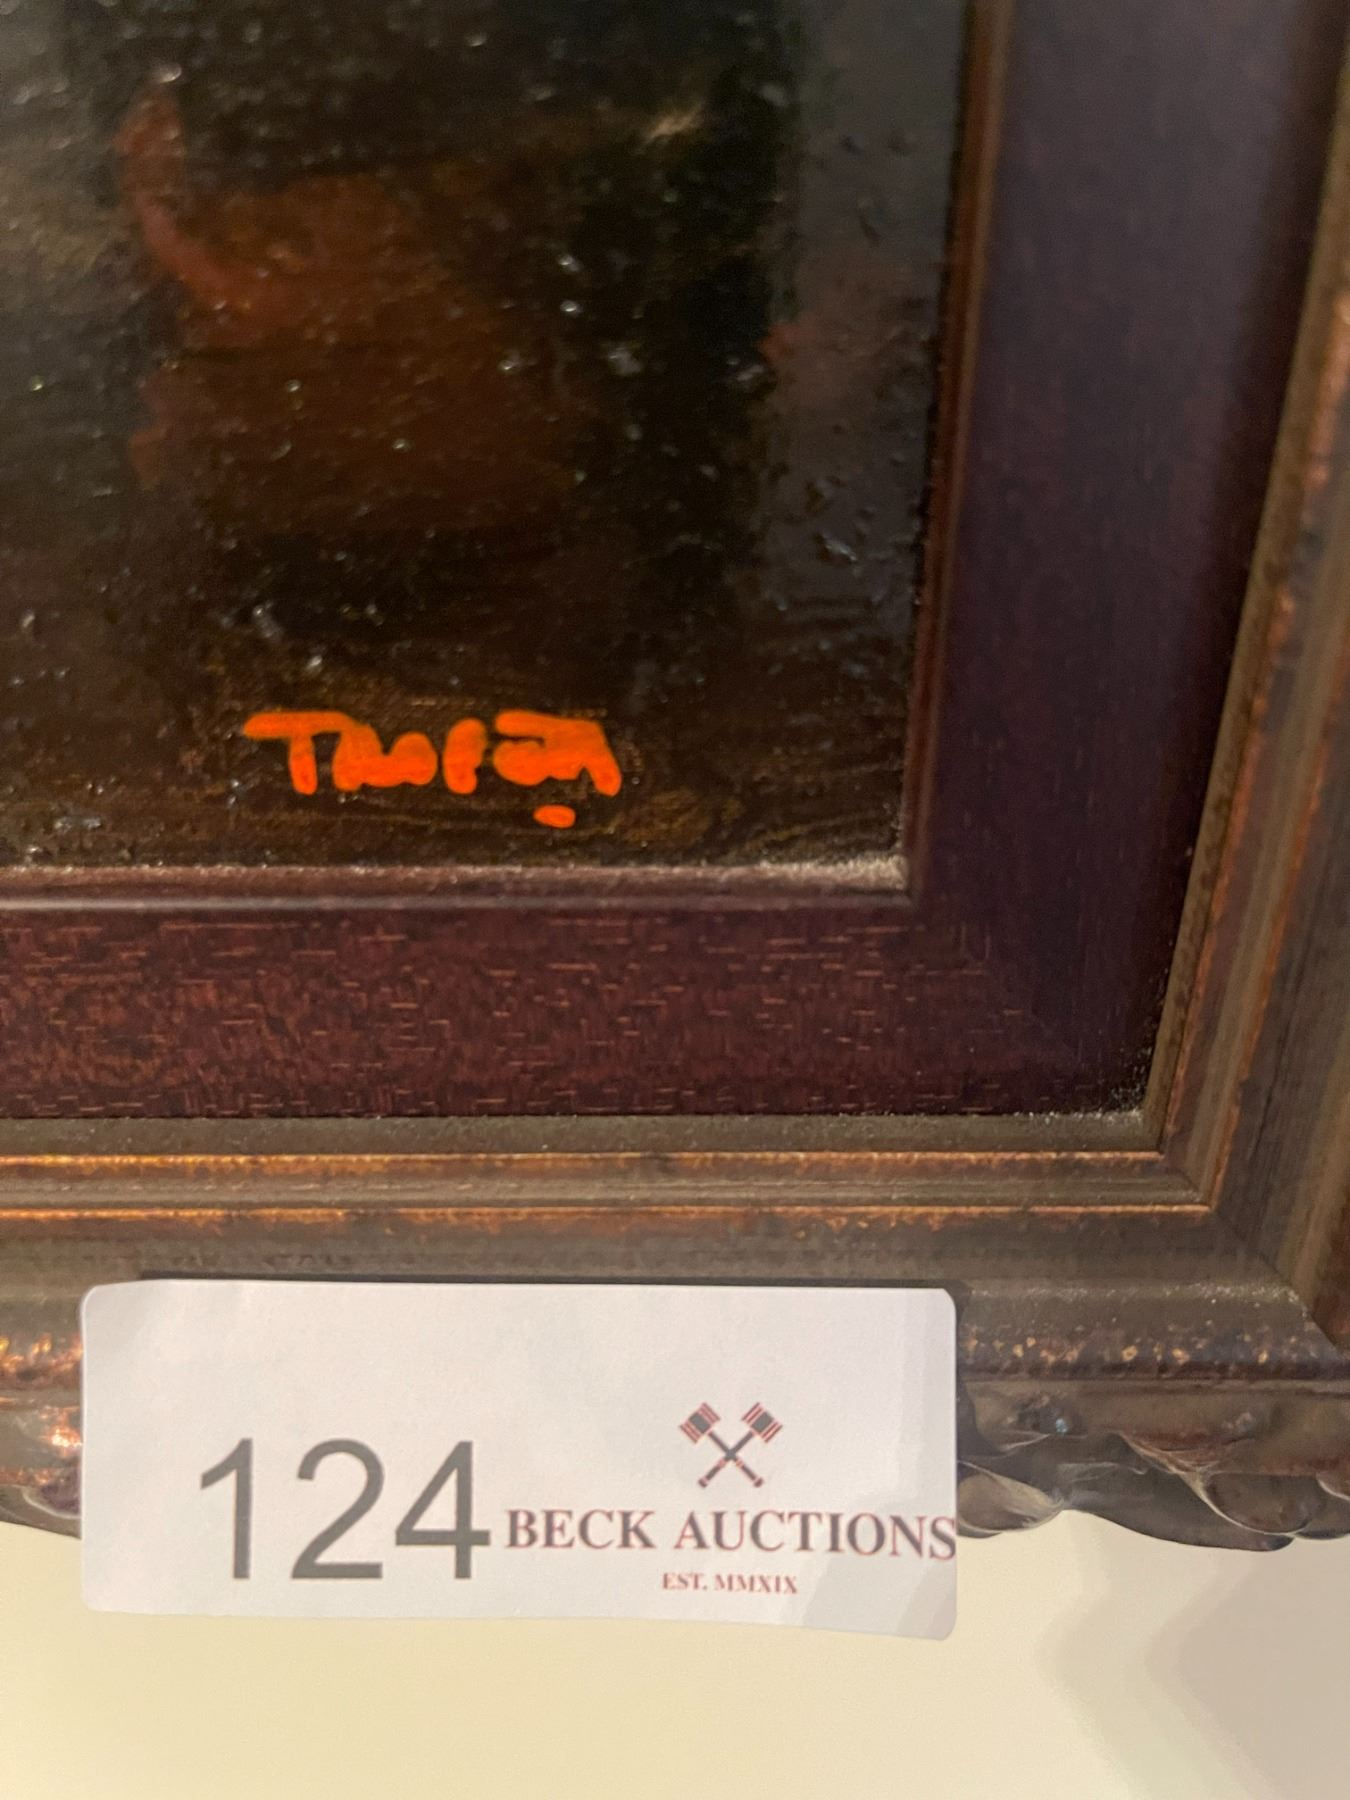 124
BECK AUCTIONS
EST. MMXIX